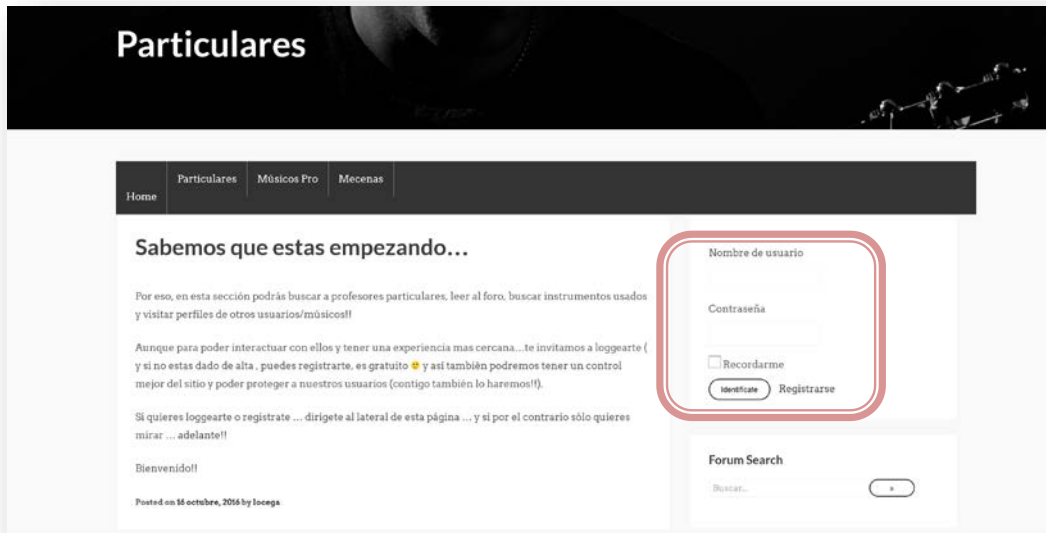 Particulares
Home
Particulares
Músicos Pro
Mecenas
Sabemos que estas empezando...
Por eso, en esta sección podrás buscar a profesores particulares, leer al foro, buscar instrumentos usados
y visitar perfiles de otros usuarios/músicos!!
Aunque para poder interactuar con ellos y tener una experiencia mas cercana...te invitamos a loggearte (
y si no estas dado de alta , puedes registrarte, es gratuito 🙂 y así también podremos tener un control
mejor del sitio y poder proteger a nuestros usuarios (contigo también lo haremos!!).
Si quieres loggearte o registrate ... dirigete al lateral de esta página ... y si por el contrario sólo quieres
mirar ... adelante!!
Bienvenido!!
Posted on 16 octubre, 2016 by locega
Nombre de usuario
Contraseña
Recordarme
Identifícate Registrarse
Forum Search
Buscar...